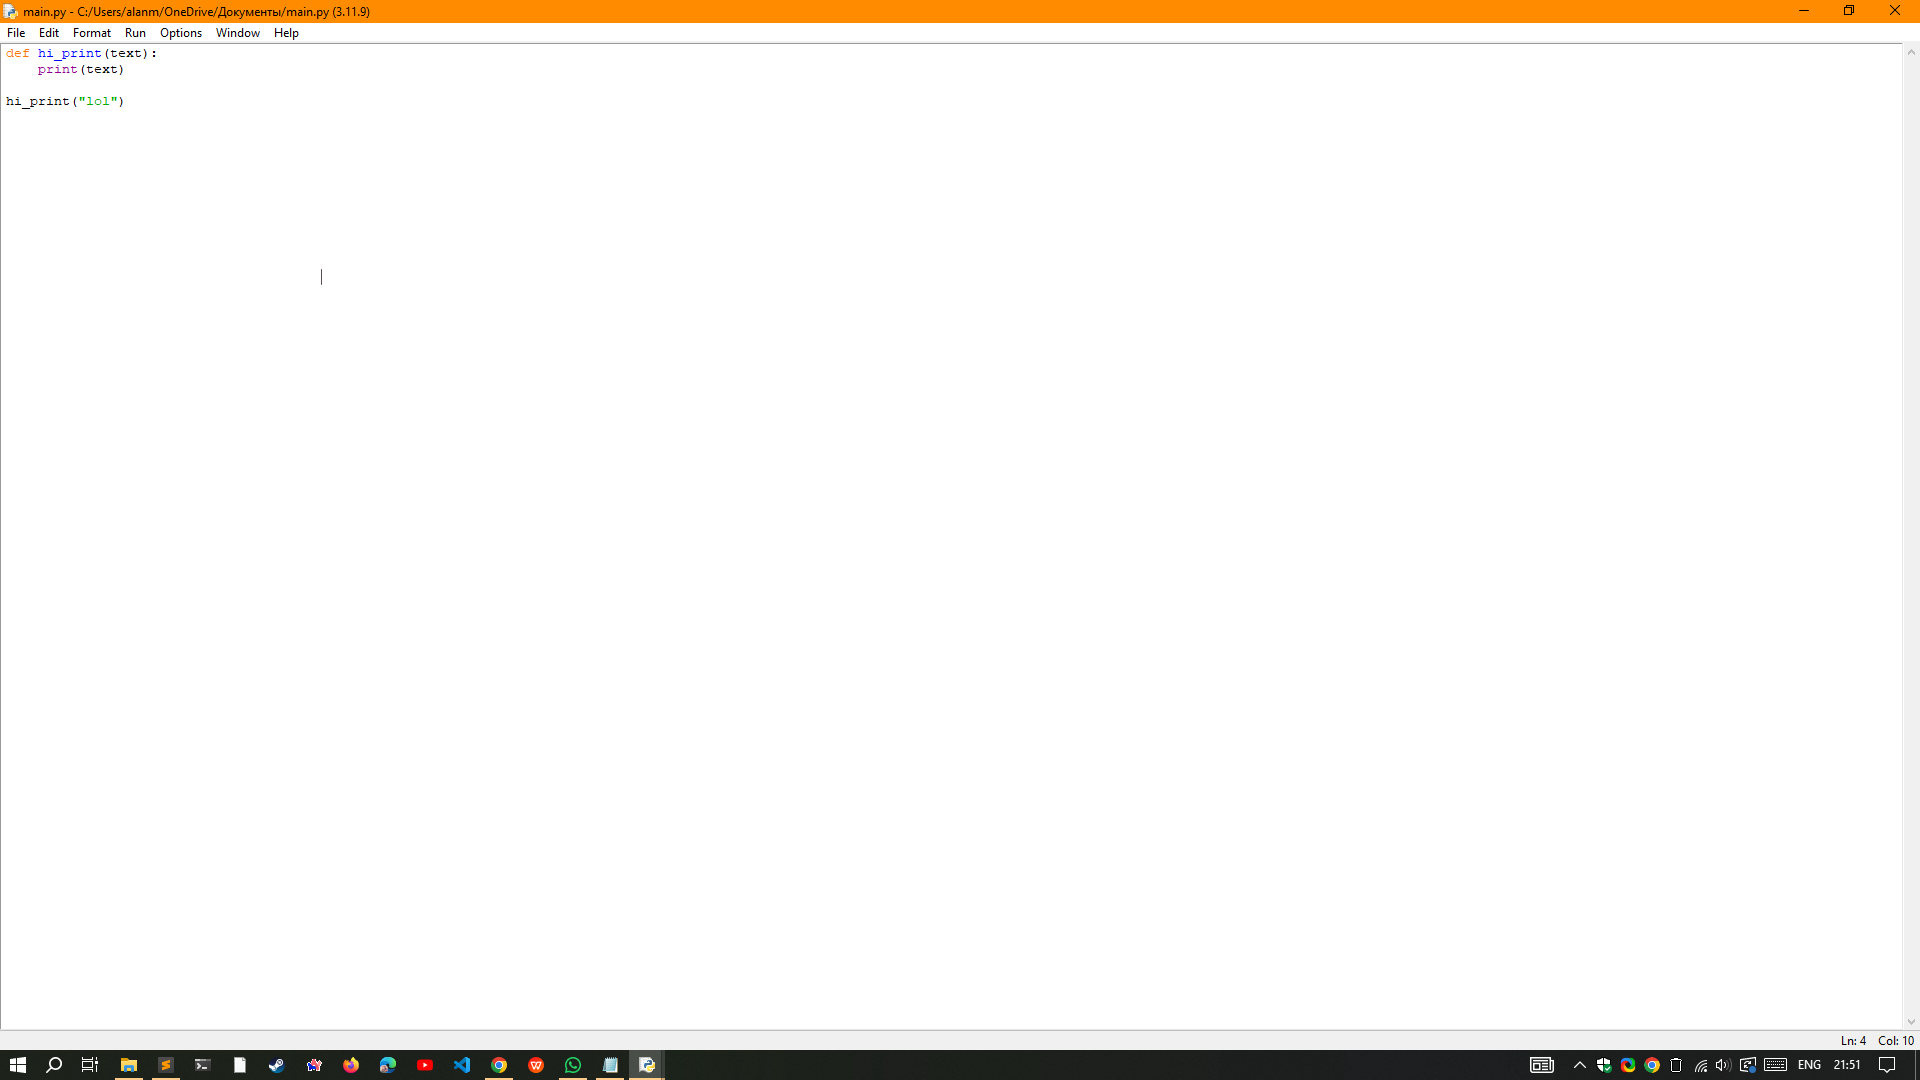 main.py - C:/Users/alanm/OneDrive/Документы/main.py (3.11.9)
File Edit Format Run Options Window Help
def hi_print(text):
    print(text)
hi_print("lol")
Ln: 4 Col: 10
ENG 21:51